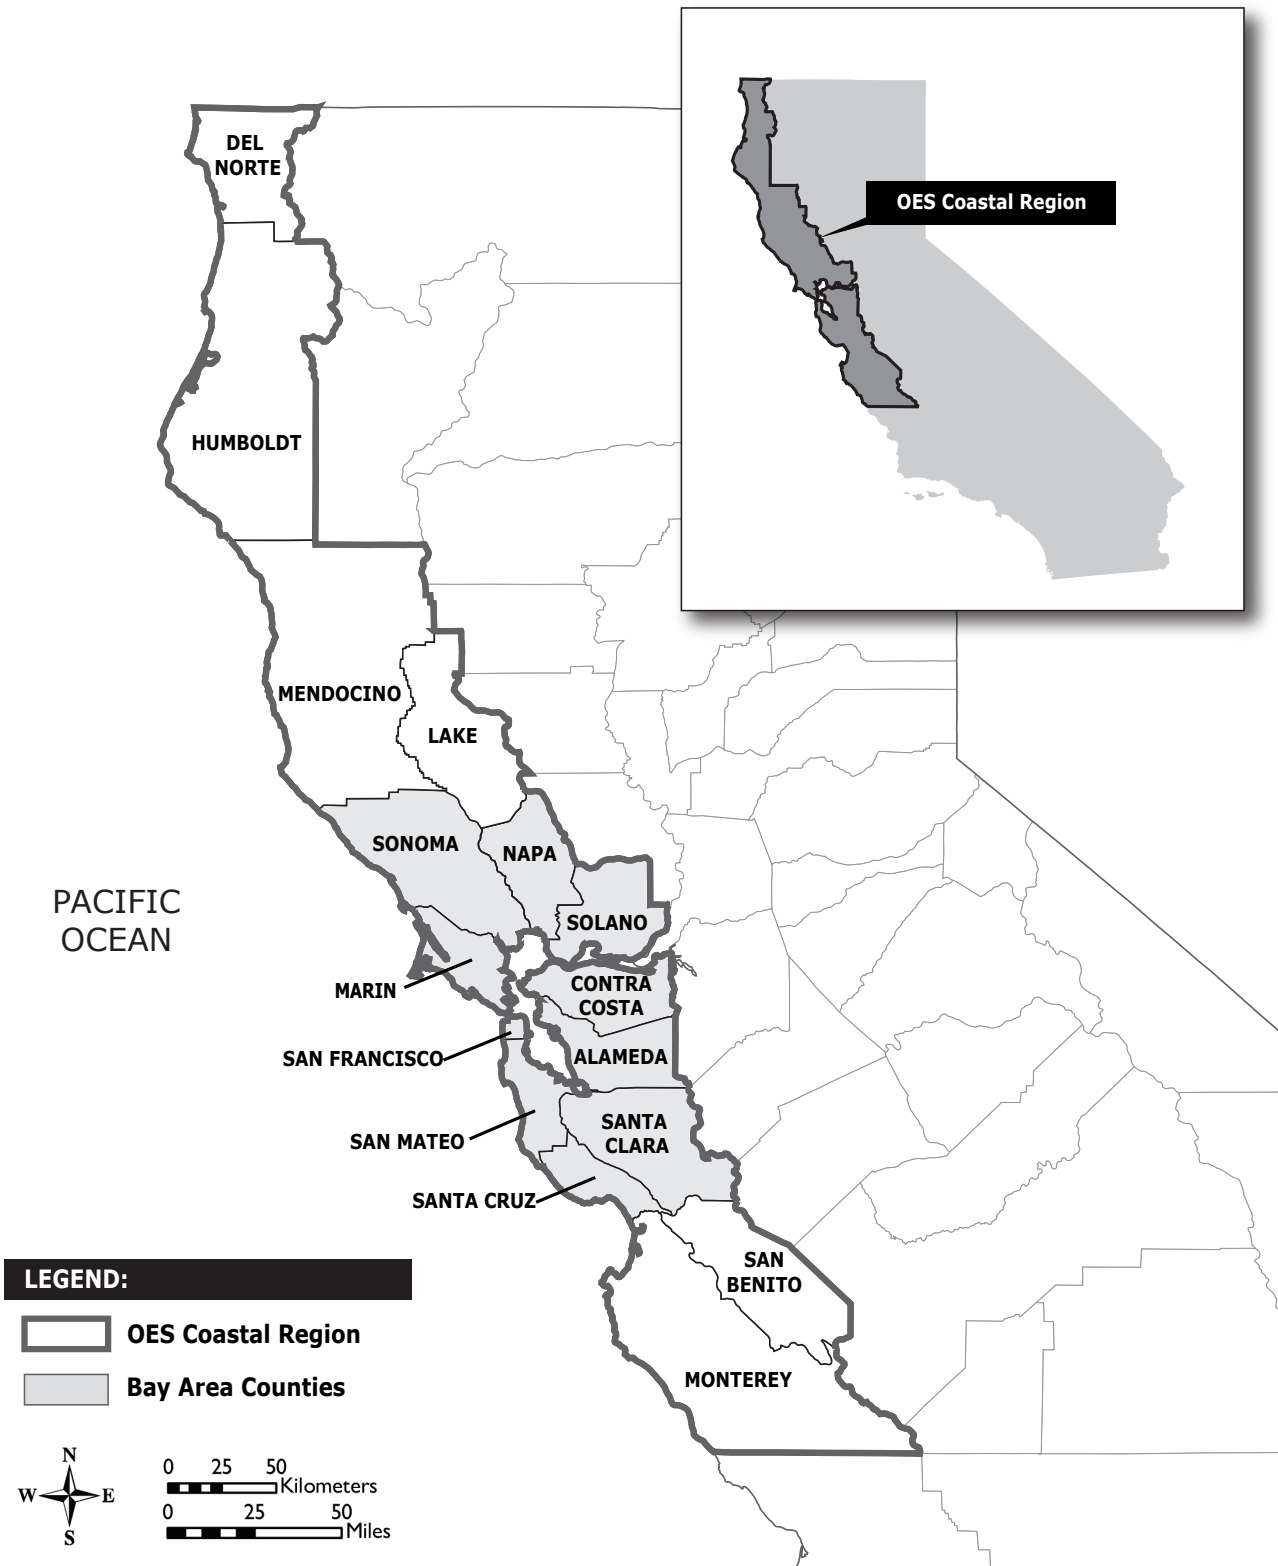 OES Coastal Region
DEL
NORTE
HUMBOLDT
MENDOCINO
LAKE
SONOMA
NAPA
SOLANO
PACIFIC
OCEAN
MARIN
CONTRA
COSTA
SAN FRANCISCO
ALAMEDA
SAN MATEO
SANTA
CLARA
SANTA CRUZ
SAN
BENITO
MONTEREY
LEGEND:
OES Coastal Region
Bay Area Counties
N
W E
S
0 25 50
Kilometers
0 25 50
Miles